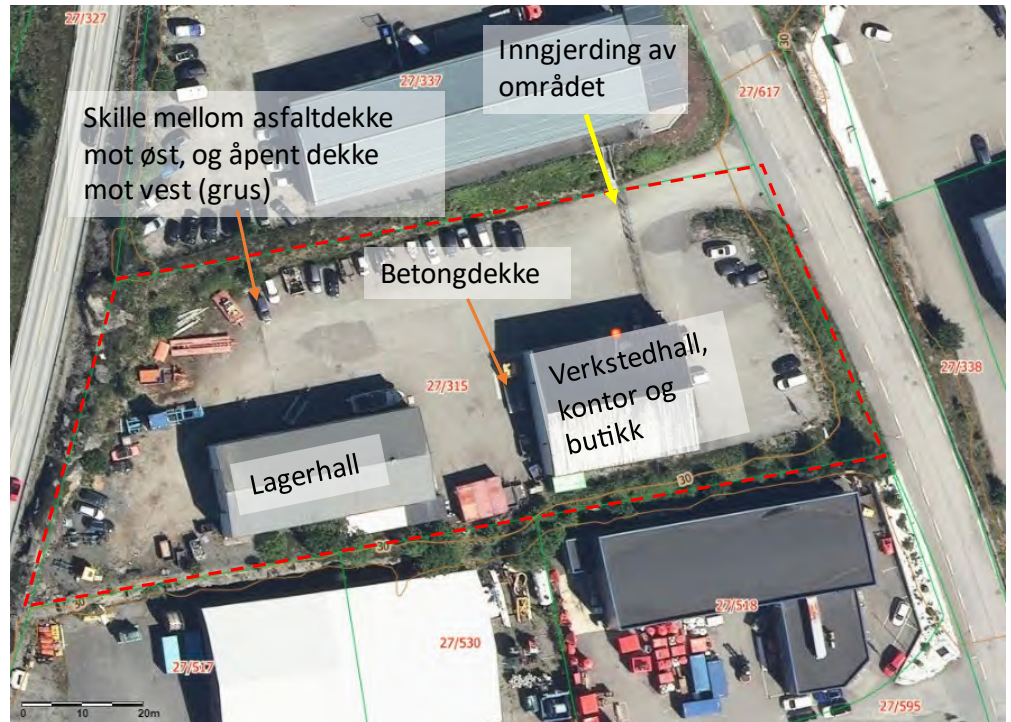 27/327
27/337
Inngjerding av
området
27/617
30
Skille mellom asfaltdekke
mot øst, og åpent dekke
mot vest (grus)
Betongdekke
27/315
Verkstedhall,
kontor og
butikk
27/338
Lagerhall
30
30
30
27/518
27/530
27/517
27/595
0 10 20m